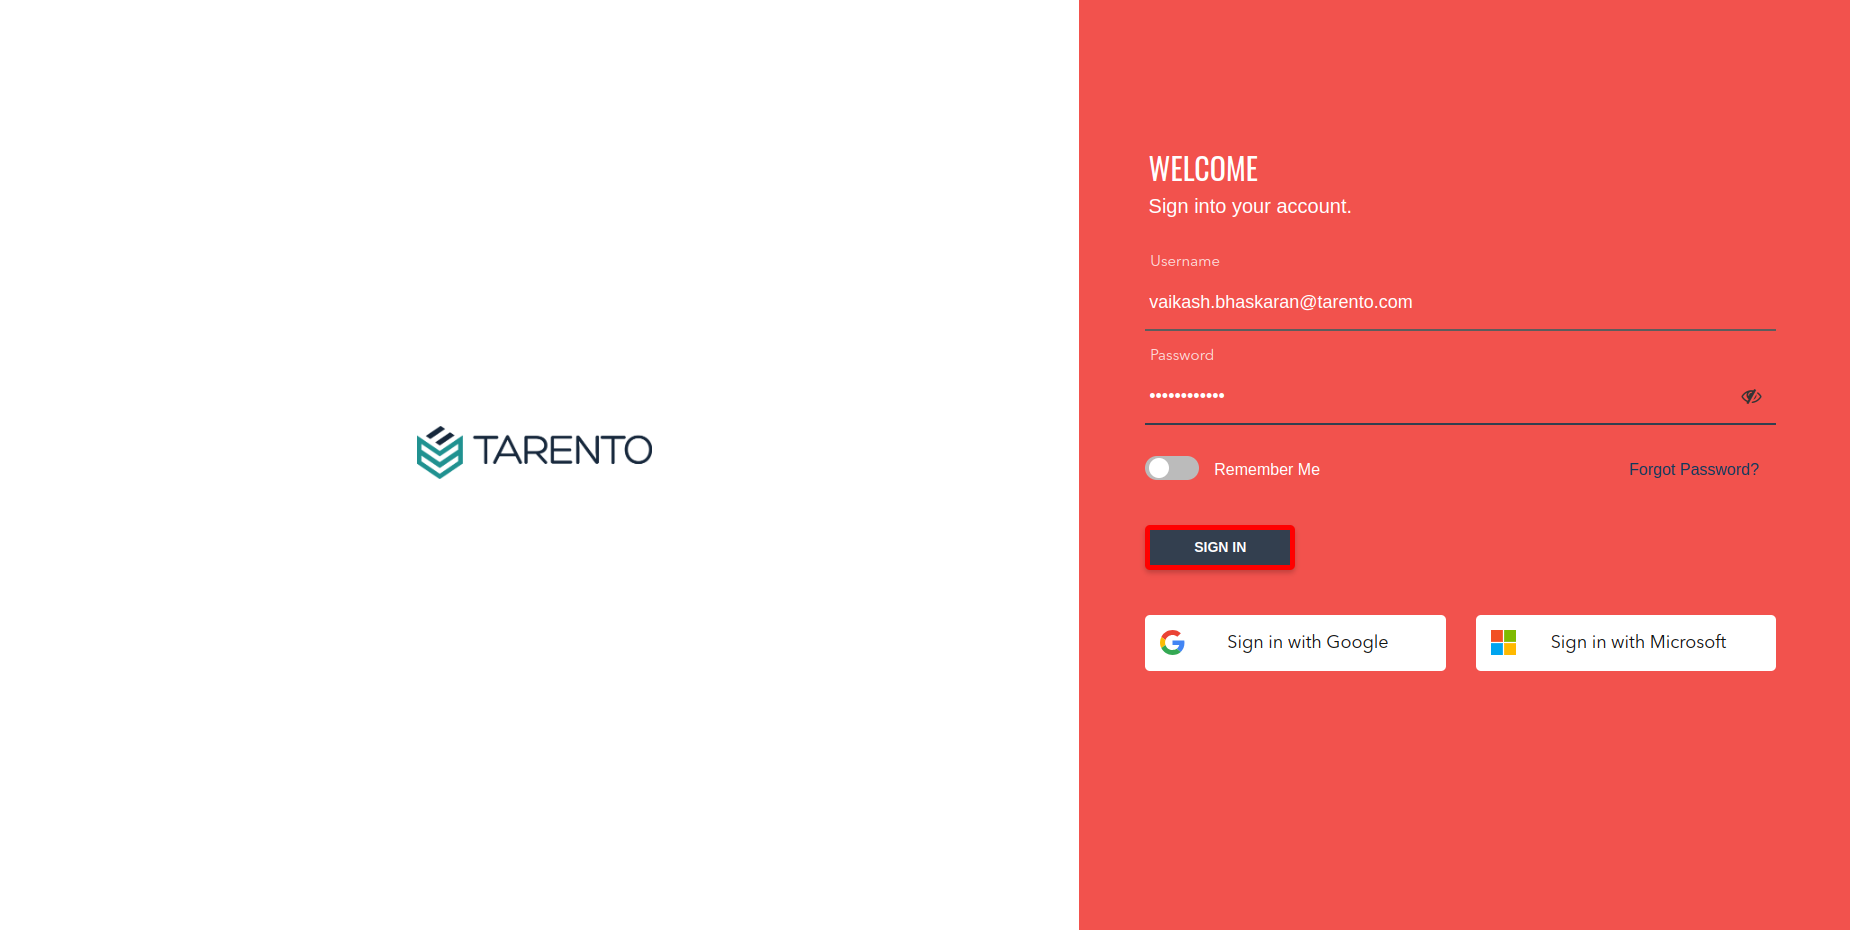 TARENTO
WELCOME
Sign into your account.
Username
vaikash.bhaskaran@tarento.com
Password
••••••••••••
Remember Me
Forgot Password?
SIGN IN
Sign in with Google
Sign in with Microsoft